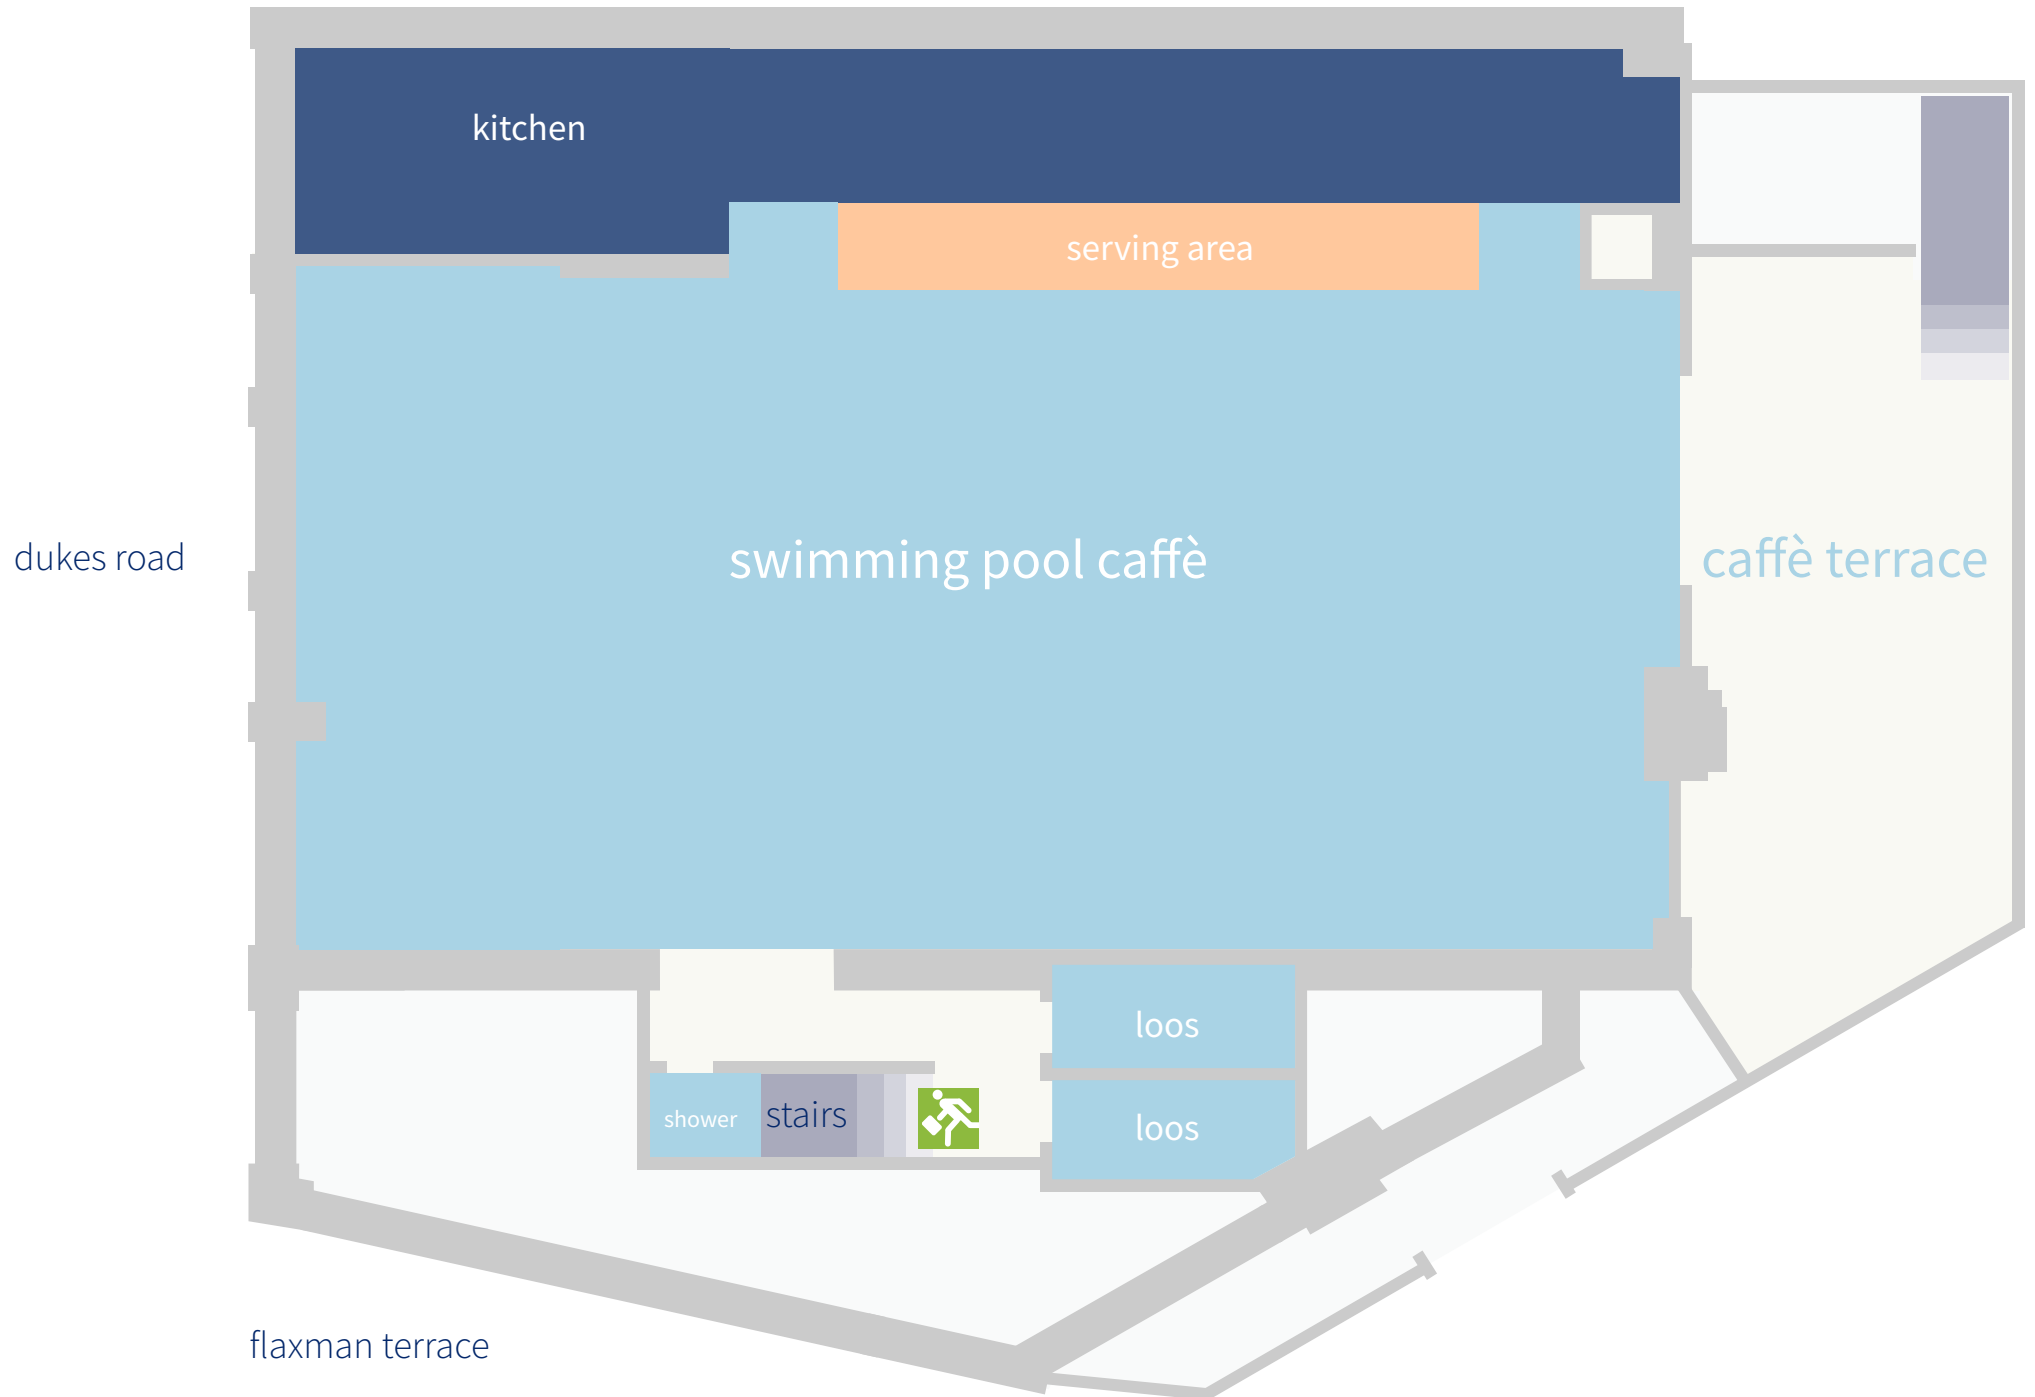 kitchen
serving area
dukes road
swimming pool caffè
caffè terrace
loos
shower
stairs
loos
flaxman terrace